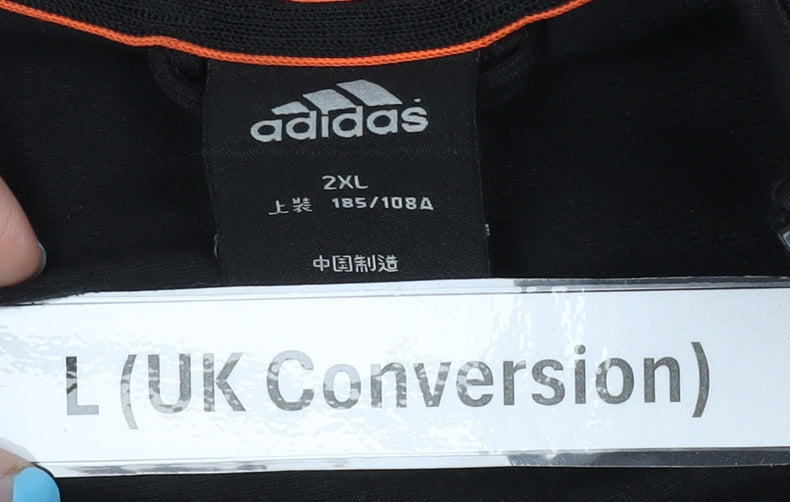 adidas
2XL
上装 185/108A
中国制造
L (UK Conversion)